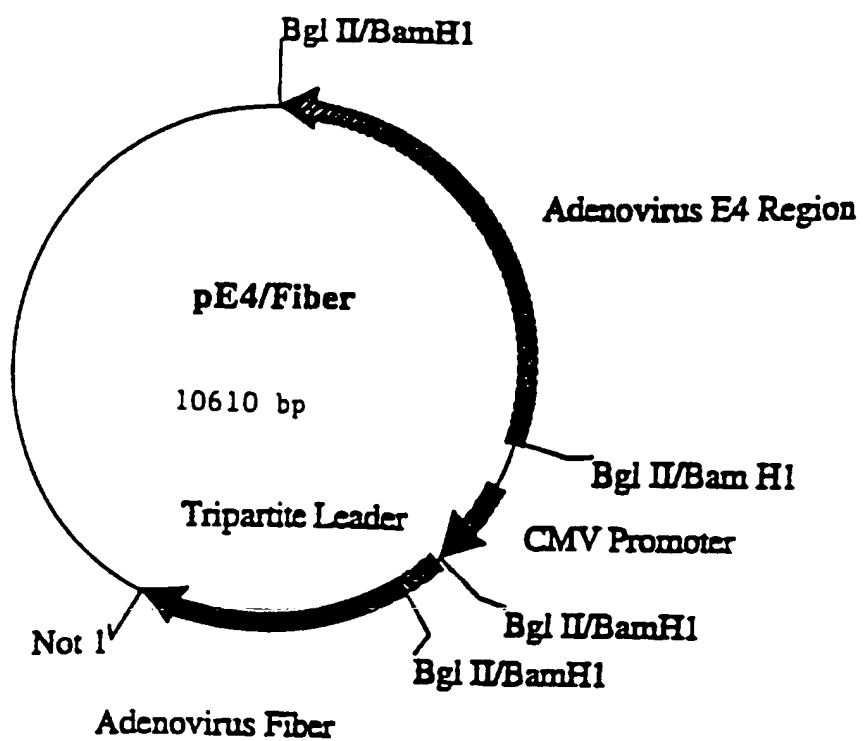 Bgl II/BamH1
Adenovirus E4 Region
pE4/Fiber
10610 bp
Bgl II/Bam H1
Tripartite Leader
CMV Promoter
Bgl II/BamH1
Not 1
Bgl II/BamH1
Adenovirus Fiber